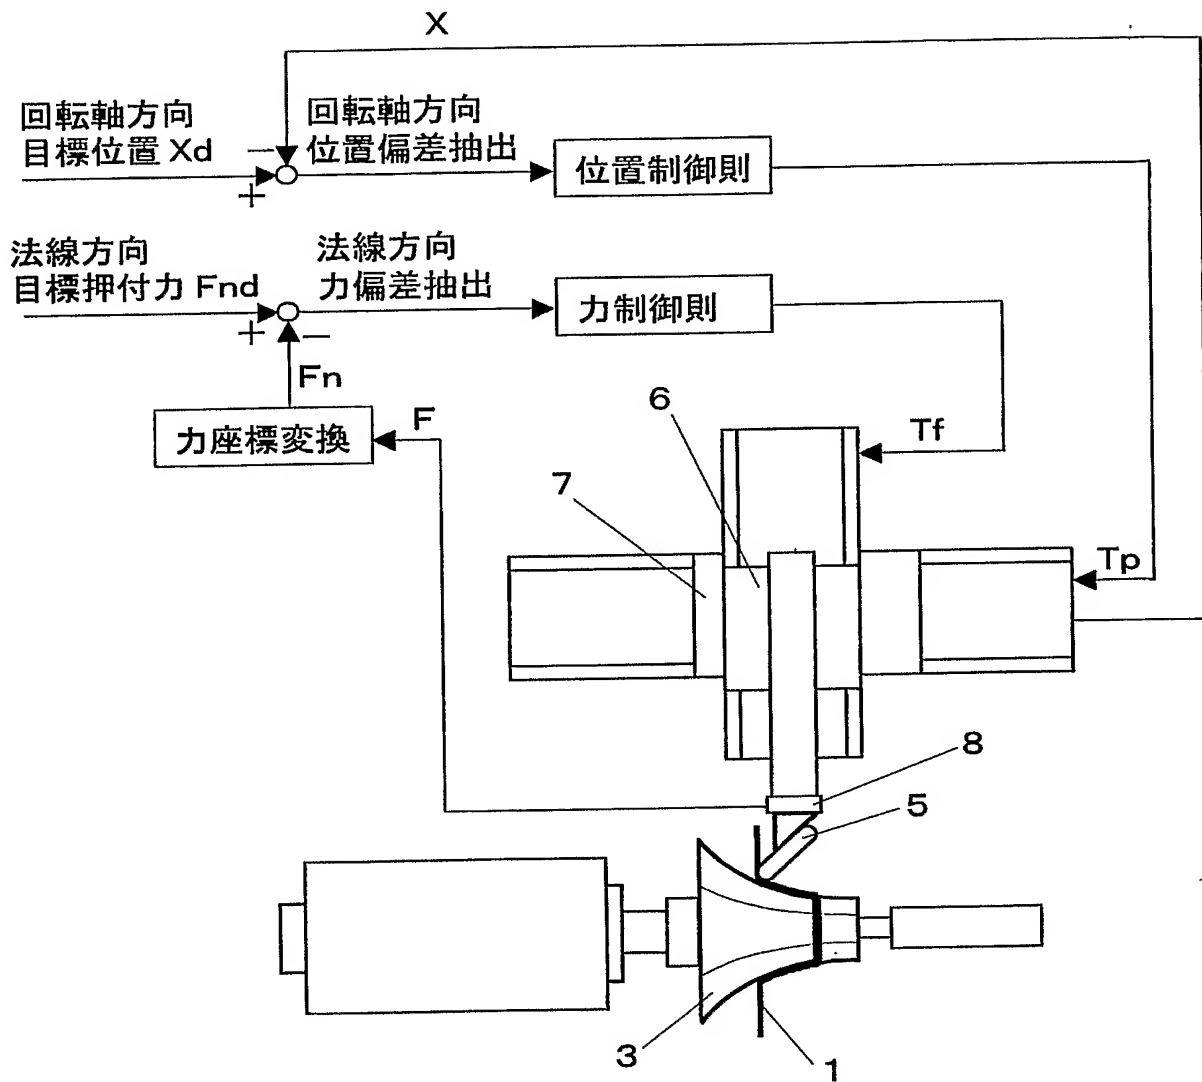 X
回転軸方向
目標位置 Xd
回転軸方向
位置偏差抽出
−
+
位置制御則
法線方向
目標押付力 Fnd
法線方向
力偏差抽出
+
−
力制御則
Fn
力座標変換
F
6
Tf
7
Tp
8
5
3
1